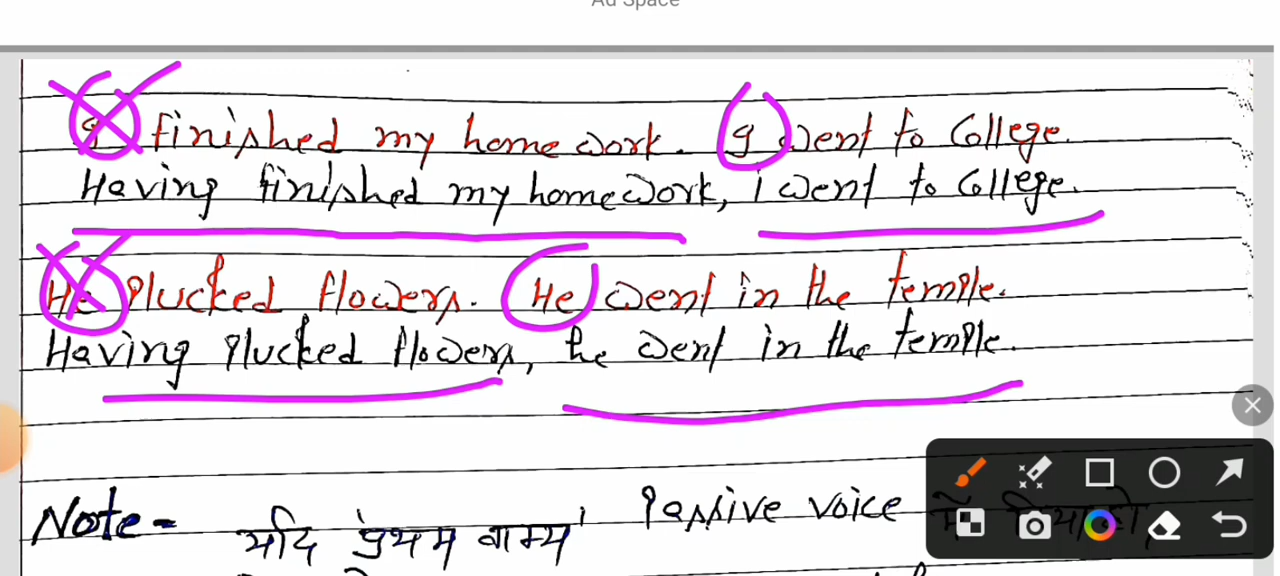 Ad Space
I finished my home work. I went to College.
Having finished my homework, i went to College.
He plucked flowers. He went in the temple.
Having plucked flowers, he went in the temple.
Note- यदि प्रथम वाक्य Passive voice में